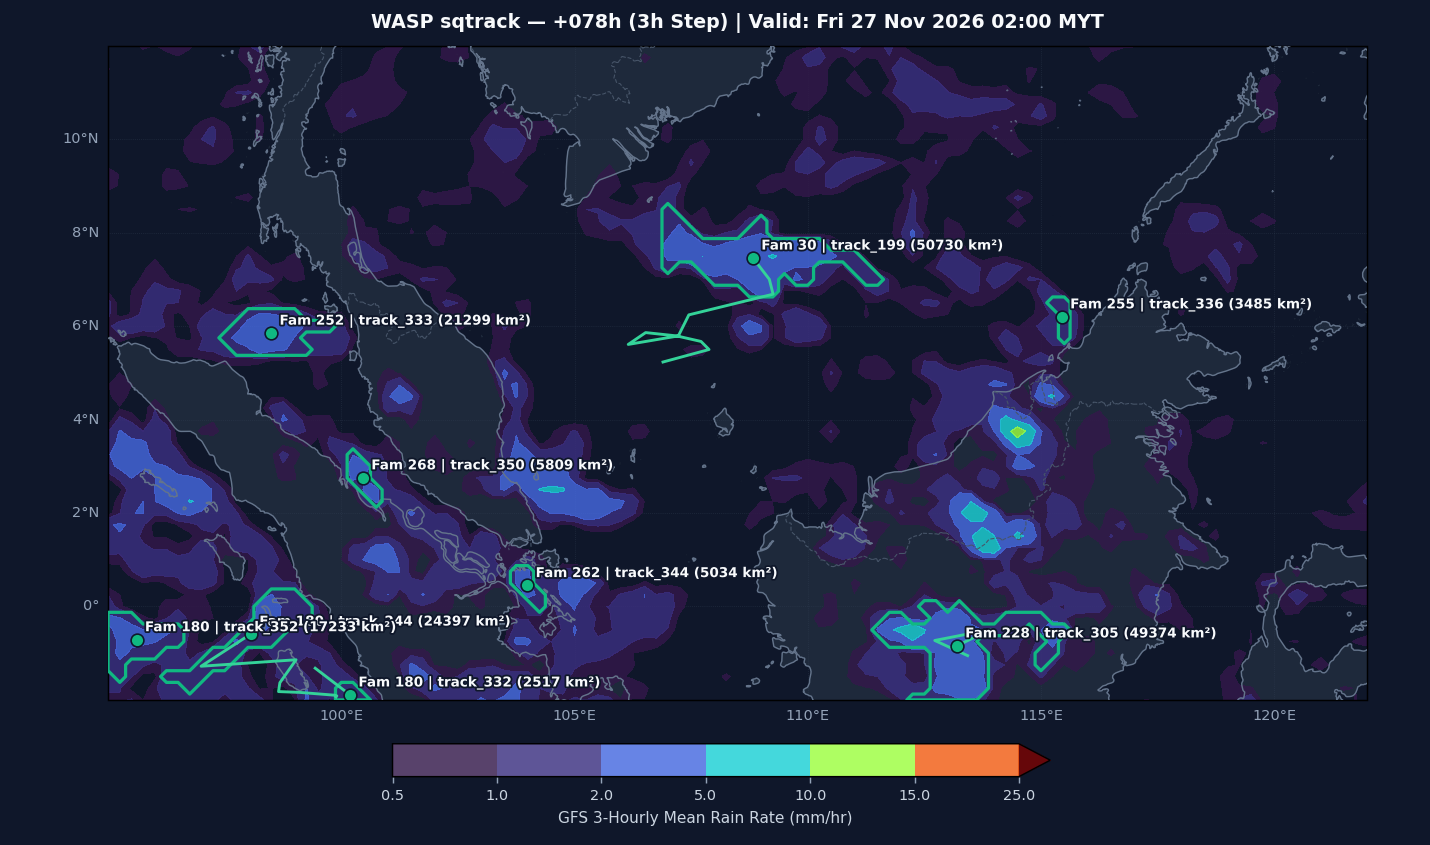 WASP sqtrack — +078h (3h Step) | Valid: Fri 27 Nov 2026 02:00 MYT
10°N
8°N
Fam 30 | track_199 (50730 km²)
6°N
Fam 255 | track_336 (3485 km²)
Fam 252 | track_333 (21299 km²)
4°N
Fam 268 | track_350 (5809 km²)
2°N
Fam 262 | track_344 (5034 km²)
0°
Fam 180 | track_352 (17233 km²)
(24397 km²)
Fam 228 | track_305 (49374 km²)
Fam 180 | track_332 (2517 km²)
100°E 105°E 110°E 115°E 120°E
0.5 1.0 2.0 5.0 10.0 15.0 25.0
GFS 3-Hourly Mean Rain Rate (mm/hr)